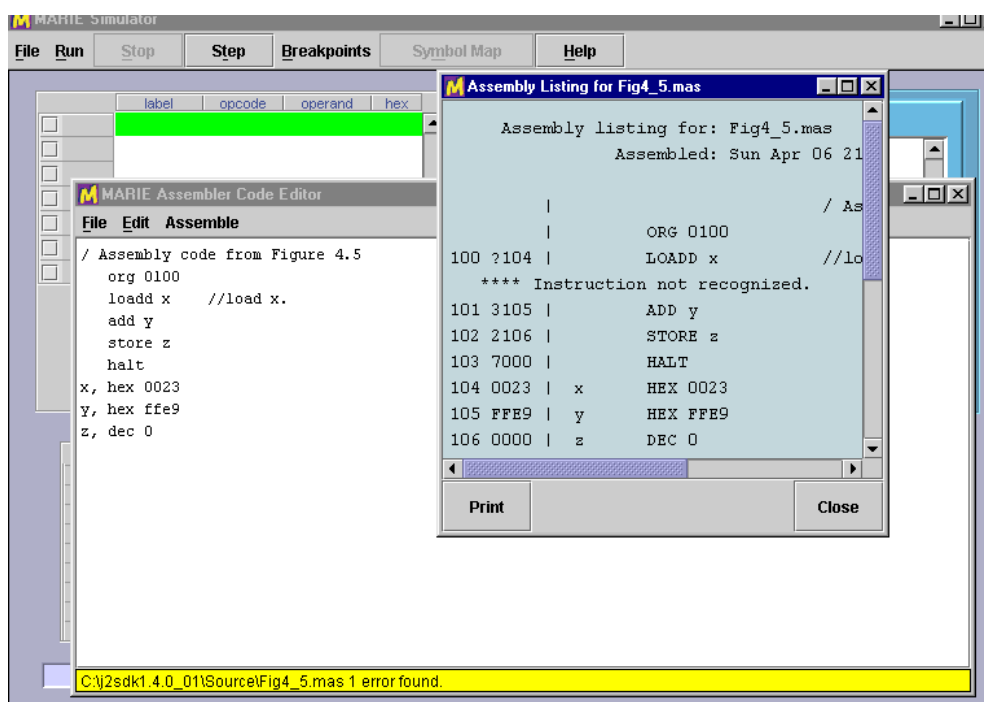 MARIE Simulator
File Run Stop Step Breakpoints Symbol Map Help
label opcode operand hex
MARIE Assembler Code Editor
File Edit Assemble
/ Assembly code from Figure 4.5
org 0100
loadd x //load x.
add y
store z
halt
x, hex 0023
y, hex ffe9
z, dec 0
C:\j2sdk1.4.0_01\Source\Fig4_5.mas 1 error found.
Assembly Listing for Fig4_5.mas
Assembly listing for: Fig4_5.mas
Assembled: Sun Apr 06 21
| / As
| ORG 0100
100 ?104 | LOADD x //lo
**** Instruction not recognized.
101 3105 | ADD y
102 2106 | STORE z
103 7000 | HALT
104 0023 | x HEX 0023
105 FFE9 | y HEX FFE9
106 0000 | z DEC 0
Print Close